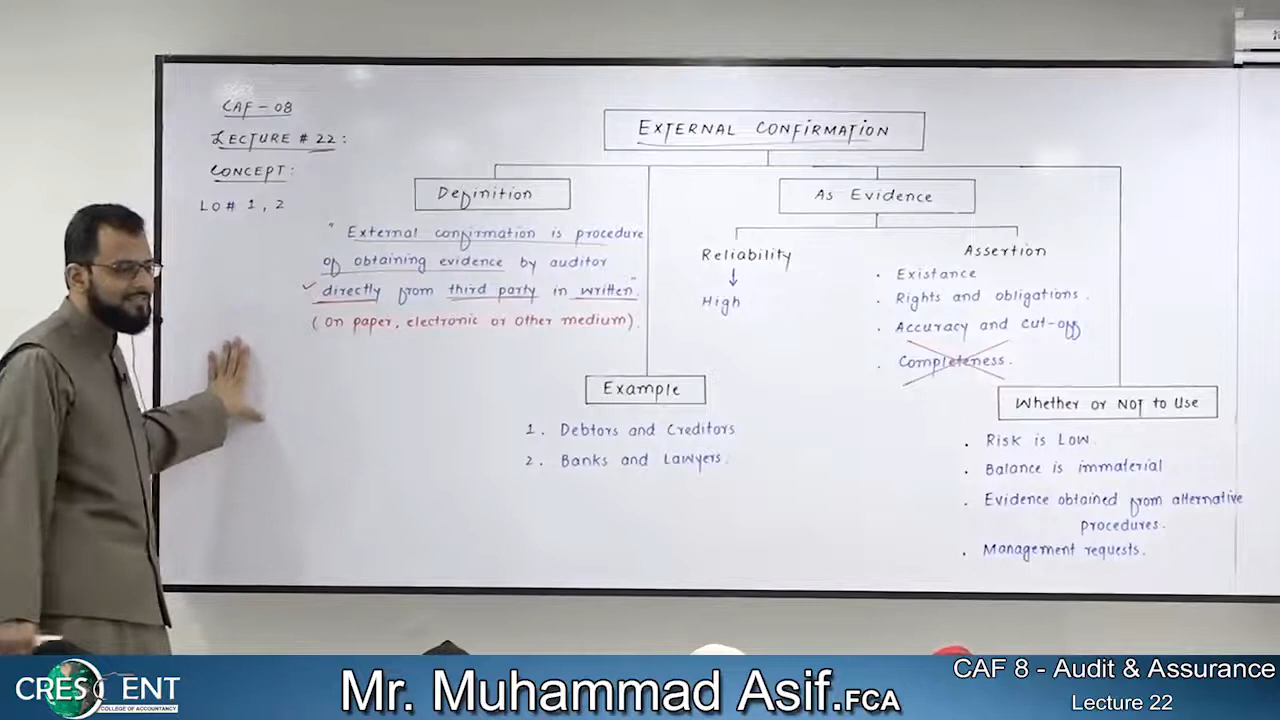 CAF - 08
LECTURE # 22 :
CONCEPT :
LO# 1, 2
EXTERNAL CONFIRMATION
Definition
" External confirmation is procedure
of obtaining evidence by auditor
✓ directly from third party in written."
(on paper, electronic or other medium).
Example
1. Debtors and Creditors
2. Banks and Lawyers.
As Evidence
Reliability
↓
High
Assertion
. Existance
. Rights and obligations.
. Accuracy and cut-off
. Completeness.
Whether or NOT to Use
. Risk is Low.
. Balance is immaterial
. Evidence obtained from alternative
procedures.
. Management requests.
CRESCENT
COLLEGE OF ACCOUNTANCY
Mr. Muhammad Asif.FCA
CAF 8 - Audit & Assurance
Lecture 22